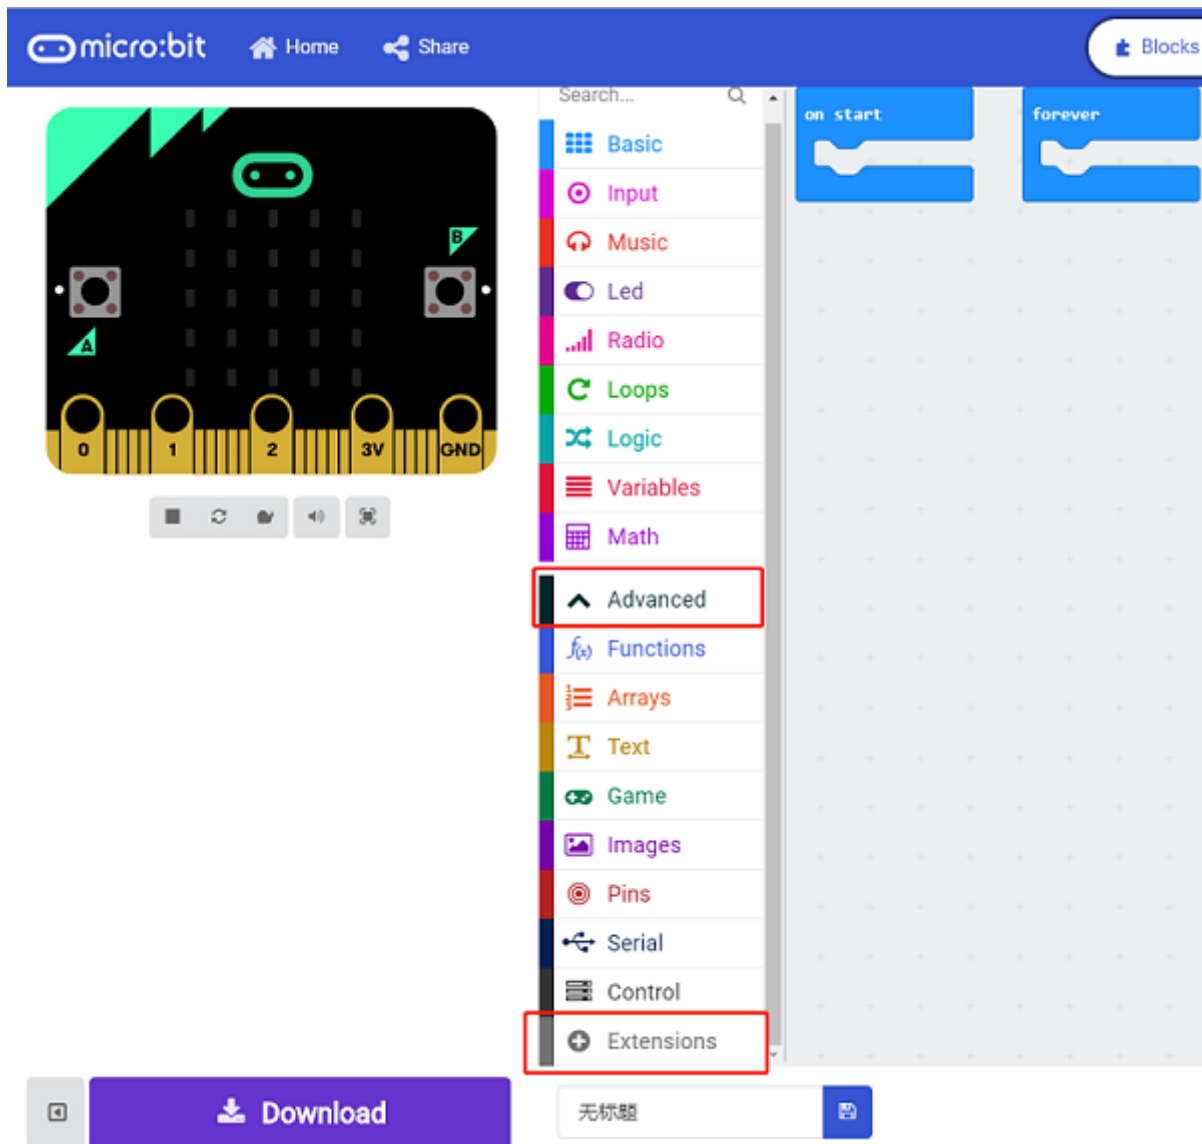 micro:bit
Home
Share
Blocks
Search...
Basic
Input
Music
Led
Radio
Loops
Logic
Variables
Math
Advanced
Functions
Arrays
Text
Game
Images
Pins
Serial
Control
Extensions
on start
forever
B
A
0 1 2 3V GND
Download
无标题